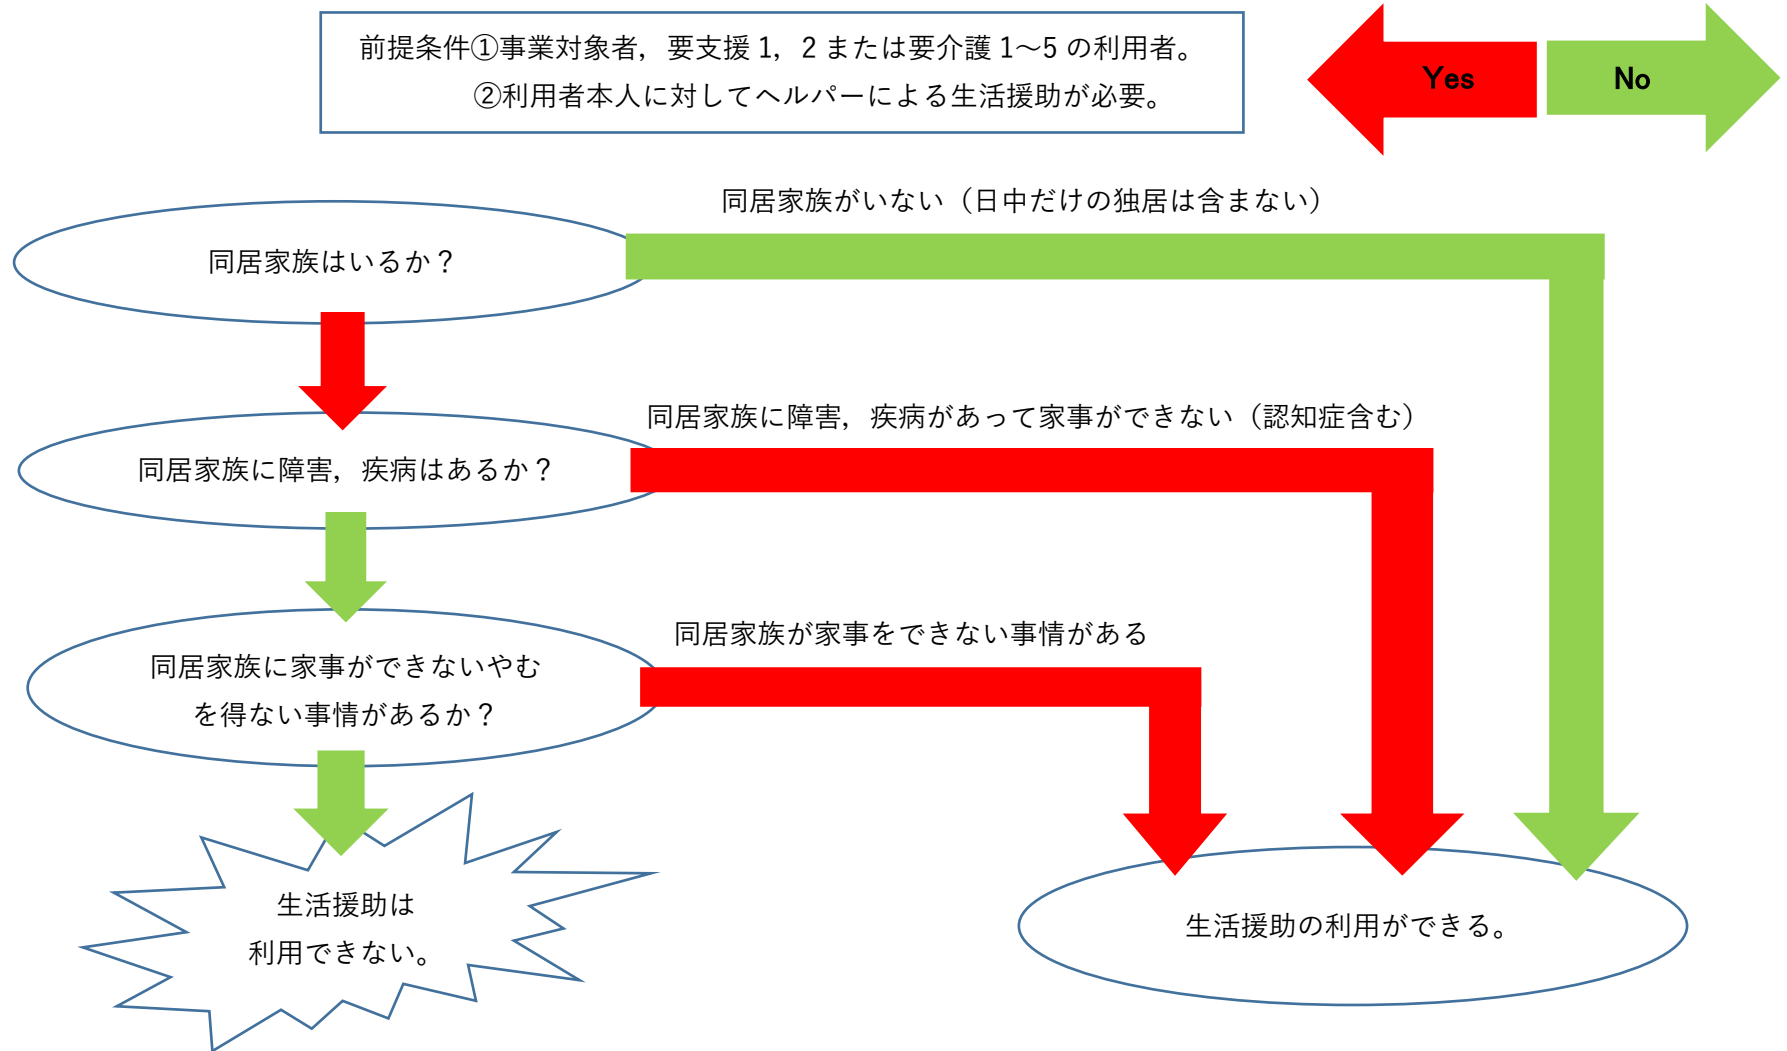 前提条件①事業対象者，要支援 1，2 または要介護 1～5 の利用者。
②利用者本人に対してヘルパーによる生活援助が必要。
Yes
No
同居家族がいない（日中だけの独居は含まない）
同居家族はいるか？
同居家族に障害，疾病があって家事ができない（認知症含む）
同居家族に障害，疾病はあるか？
同居家族が家事をできない事情がある
同居家族に家事ができないやむ
を得ない事情があるか？
生活援助は
利用できない。
生活援助の利用ができる。